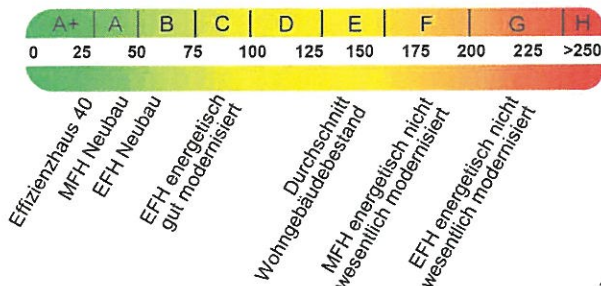 A+ A B C D E F G H
0 25 50 75 100 125 150 175 200 225 >250
Effizienzhaus 40
MFH Neubau
EFH Neubau
EFH energetisch
gut modernisiert
Durchschnitt
Wohngebäudebestand
MFH energetisch nicht
wesentlich modernisiert
EFH energetisch nicht
wesentlich modernisiert